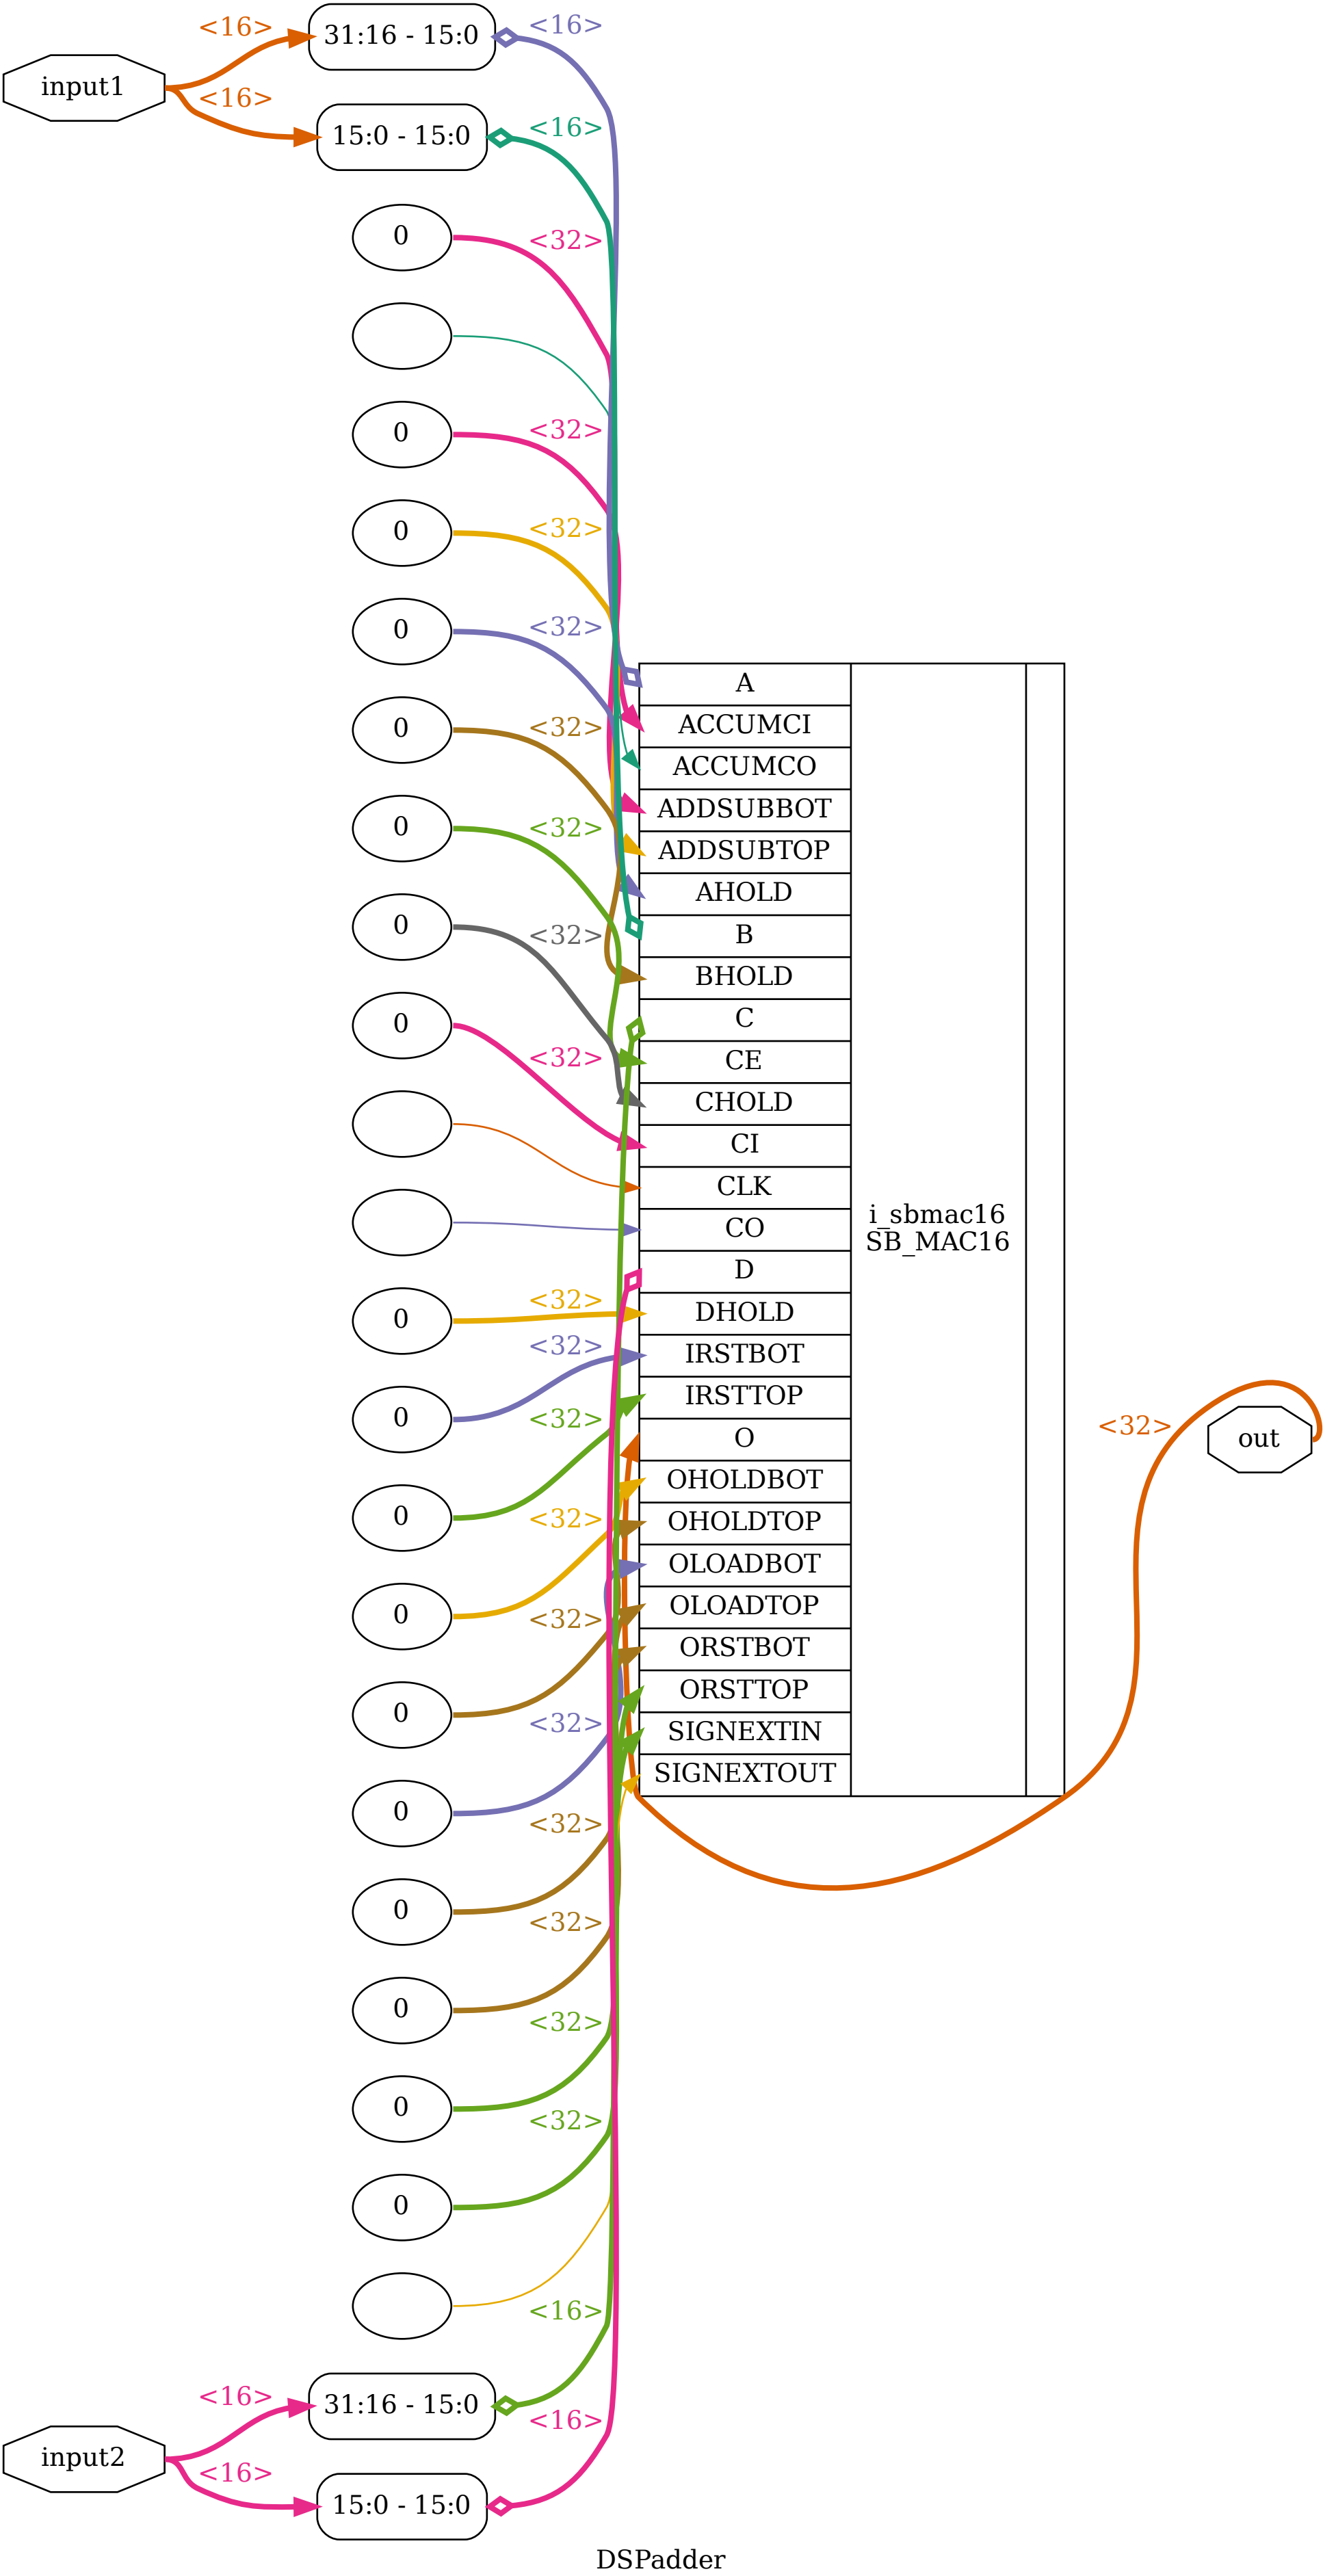 <16>
31:16 - 15:0
<16>
input1
<16>
15:0 - 15:0
<16>
0
<32>
0
<32>
0
<32>
0
<32>
0
<32>
0
<32>
0
<32>
0
<32>
0
<32>
0
<32>
0
<32>
0
<32>
0
<32>
0
<32>
0
<32>
0
<32>
0
<32>
0
<32>
A
ACCUMCI
ACCUMCO
ADDSUBBOT
ADDSUBTOP
AHOLD
B
BHOLD
C
CE
CHOLD
CI
CLK
CO
D
DHOLD
IRSTBOT
IRSTTOP
O
OHOLDBOT
OHOLDTOP
OLOADBOT
OLOADTOP
ORSTBOT
ORSTTOP
SIGNEXTIN
SIGNEXTOUT
i_sbmac16
SB_MAC16
<32>
out
<16>
31:16 - 15:0
<16>
input2
<16>
15:0 - 15:0
<16>
DSPadder